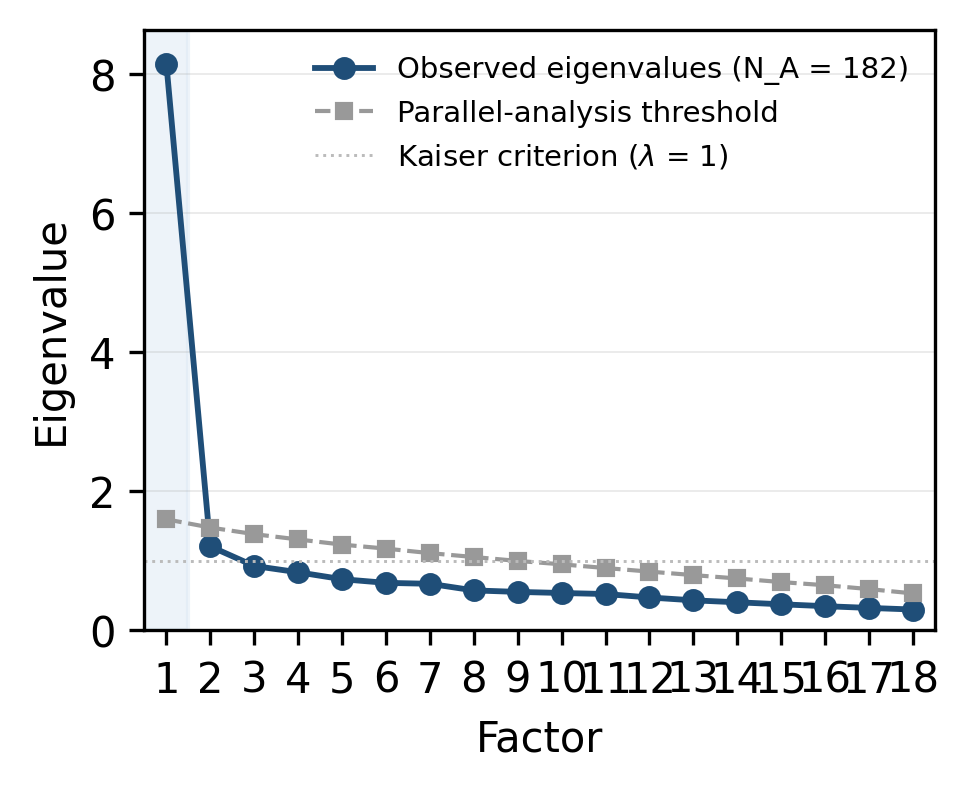 Observed eigenvalues (N_A = 182)
Parallel-analysis threshold
Kaiser criterion (λ = 1)
Eigenvalue
8
6
4
2
0
1 2 3 4 5 6 7 8 9 10 11 12 13 14 15 16 17 18
Factor